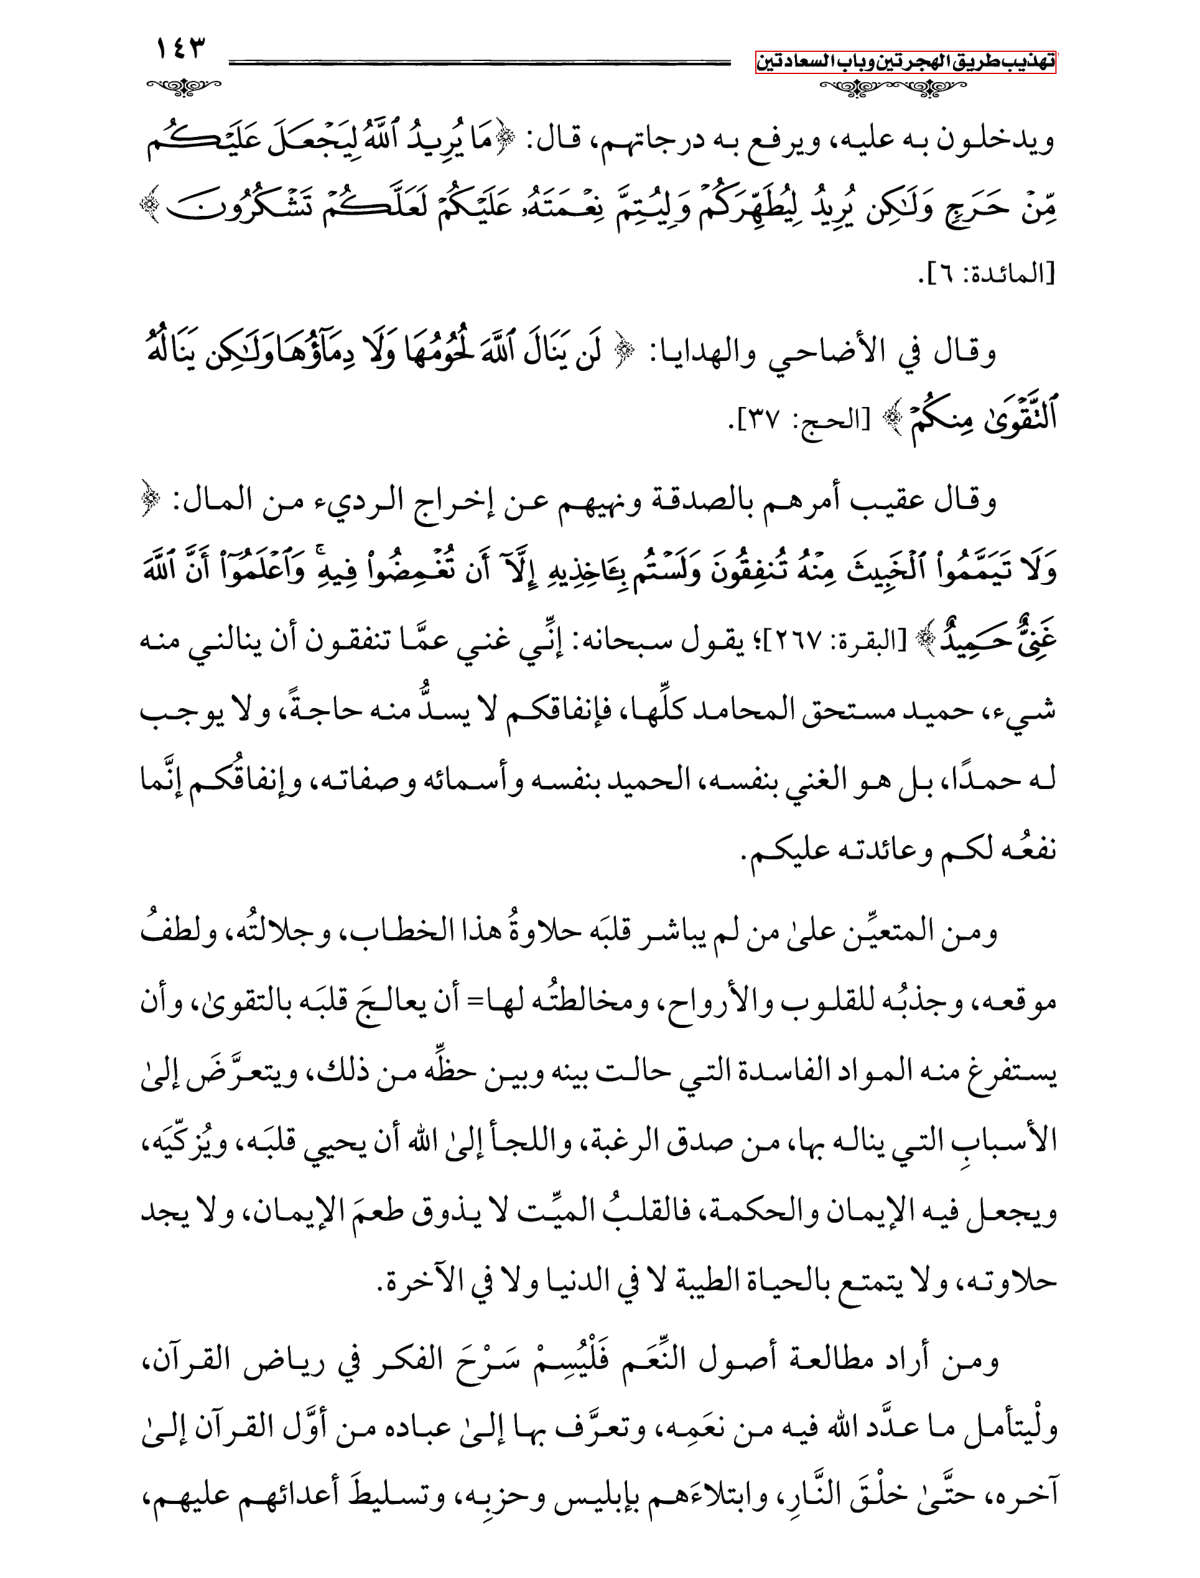 تهذيب طريق الهجرتين وباب السعادتين
١٤٣
ويدخلون به عليه، ويرفع به درجاتهم، قال: ﴿مَا يُرِيدُ ٱللَّهُ لِيَجۡعَلَ عَلَيۡكُم
مِّنۡ حَرَجٖ وَلَٰكِن يُرِيدُ لِيُطَهِّرَكُمۡ وَلِيُتِمَّ نِعۡمَتَهُۥ عَلَيۡكُمۡ لَعَلَّكُمۡ تَشۡكُرُونَ﴾
[المائدة: ٦].
وقال في الأضاحي والهدايا: ﴿ لَن يَنَالَ ٱللَّهَ لُحُومُهَا وَلَا دِمَآؤُهَا وَلَٰكِن يَنَالُهُ
ٱلتَّقۡوَىٰ مِنكُمۡ ﴾ [الحج: ٣٧].
وقال عقيب أمرهم بالصدقة ونهيهم عن إخراج الرديء من المال: ﴿
وَلَا تَيَمَّمُواْ ٱلۡخَبِيثَ مِنۡهُ تُنفِقُونَ وَلَسۡتُم بِـَٔاخِذِيهِ إِلَّآ أَن تُغۡمِضُواْ فِيهِۚ وَٱعۡلَمُوٓاْ أَنَّ ٱللَّهَ
غَنِيٌّ حَمِيدٌ﴾ [البقرة: ٢٦٧]؛ يقول سبحانه: إنِّي غني عمَّا تنفقون أن ينالني منه
شيء، حميد مستحق المحامد كلِّها، فإنفاقكم لا يسدُّ منه حاجةً، ولا يوجب
له حمدًا، بل هو الغني بنفسه، الحميد بنفسه وأسمائه وصفاته، وإنفاقُكم إنَّما
نفعُه لكم وعائدته عليكم.
ومن المتعيِّن علىٰ من لم يباشر قلبَه حلاوةُ هذا الخطاب، وجلالتُه، ولطفُ
موقعه، وجذبُه للقلوب والأرواح، ومخالطتُه لها= أن يعالجَ قلبَه بالتقوىٰ، وأن
يستفرغ منه المواد الفاسدة التي حالت بينه وبين حظِّه من ذلك، ويتعرَّضَ إلىٰ
الأسبابِ التي يناله بها، من صدق الرغبة، واللجأ إلىٰ الله أن يحيي قلبَه، ويُزكّيَه،
ويجعل فيه الإيمان والحكمة، فالقلبُ الميِّت لا يذوق طعمَ الإيمان، ولا يجد
حلاوته، ولا يتمتع بالحياة الطيبة لا في الدنيا ولا في الآخرة.
ومن أراد مطالعة أصول النِّعَم فَلْيُسِمْ سَرْحَ الفكر في رياض القرآن،
ولْيتأمل ما عدَّد الله فيه من نعَمِه، وتعرَّف بها إلىٰ عباده من أوَّل القرآن إلىٰ
آخره، حتَّىٰ خلْقَ النَّارِ، وابتلاءَهم بإبليس وحزبِه، وتسليطَ أعدائهم عليهم،